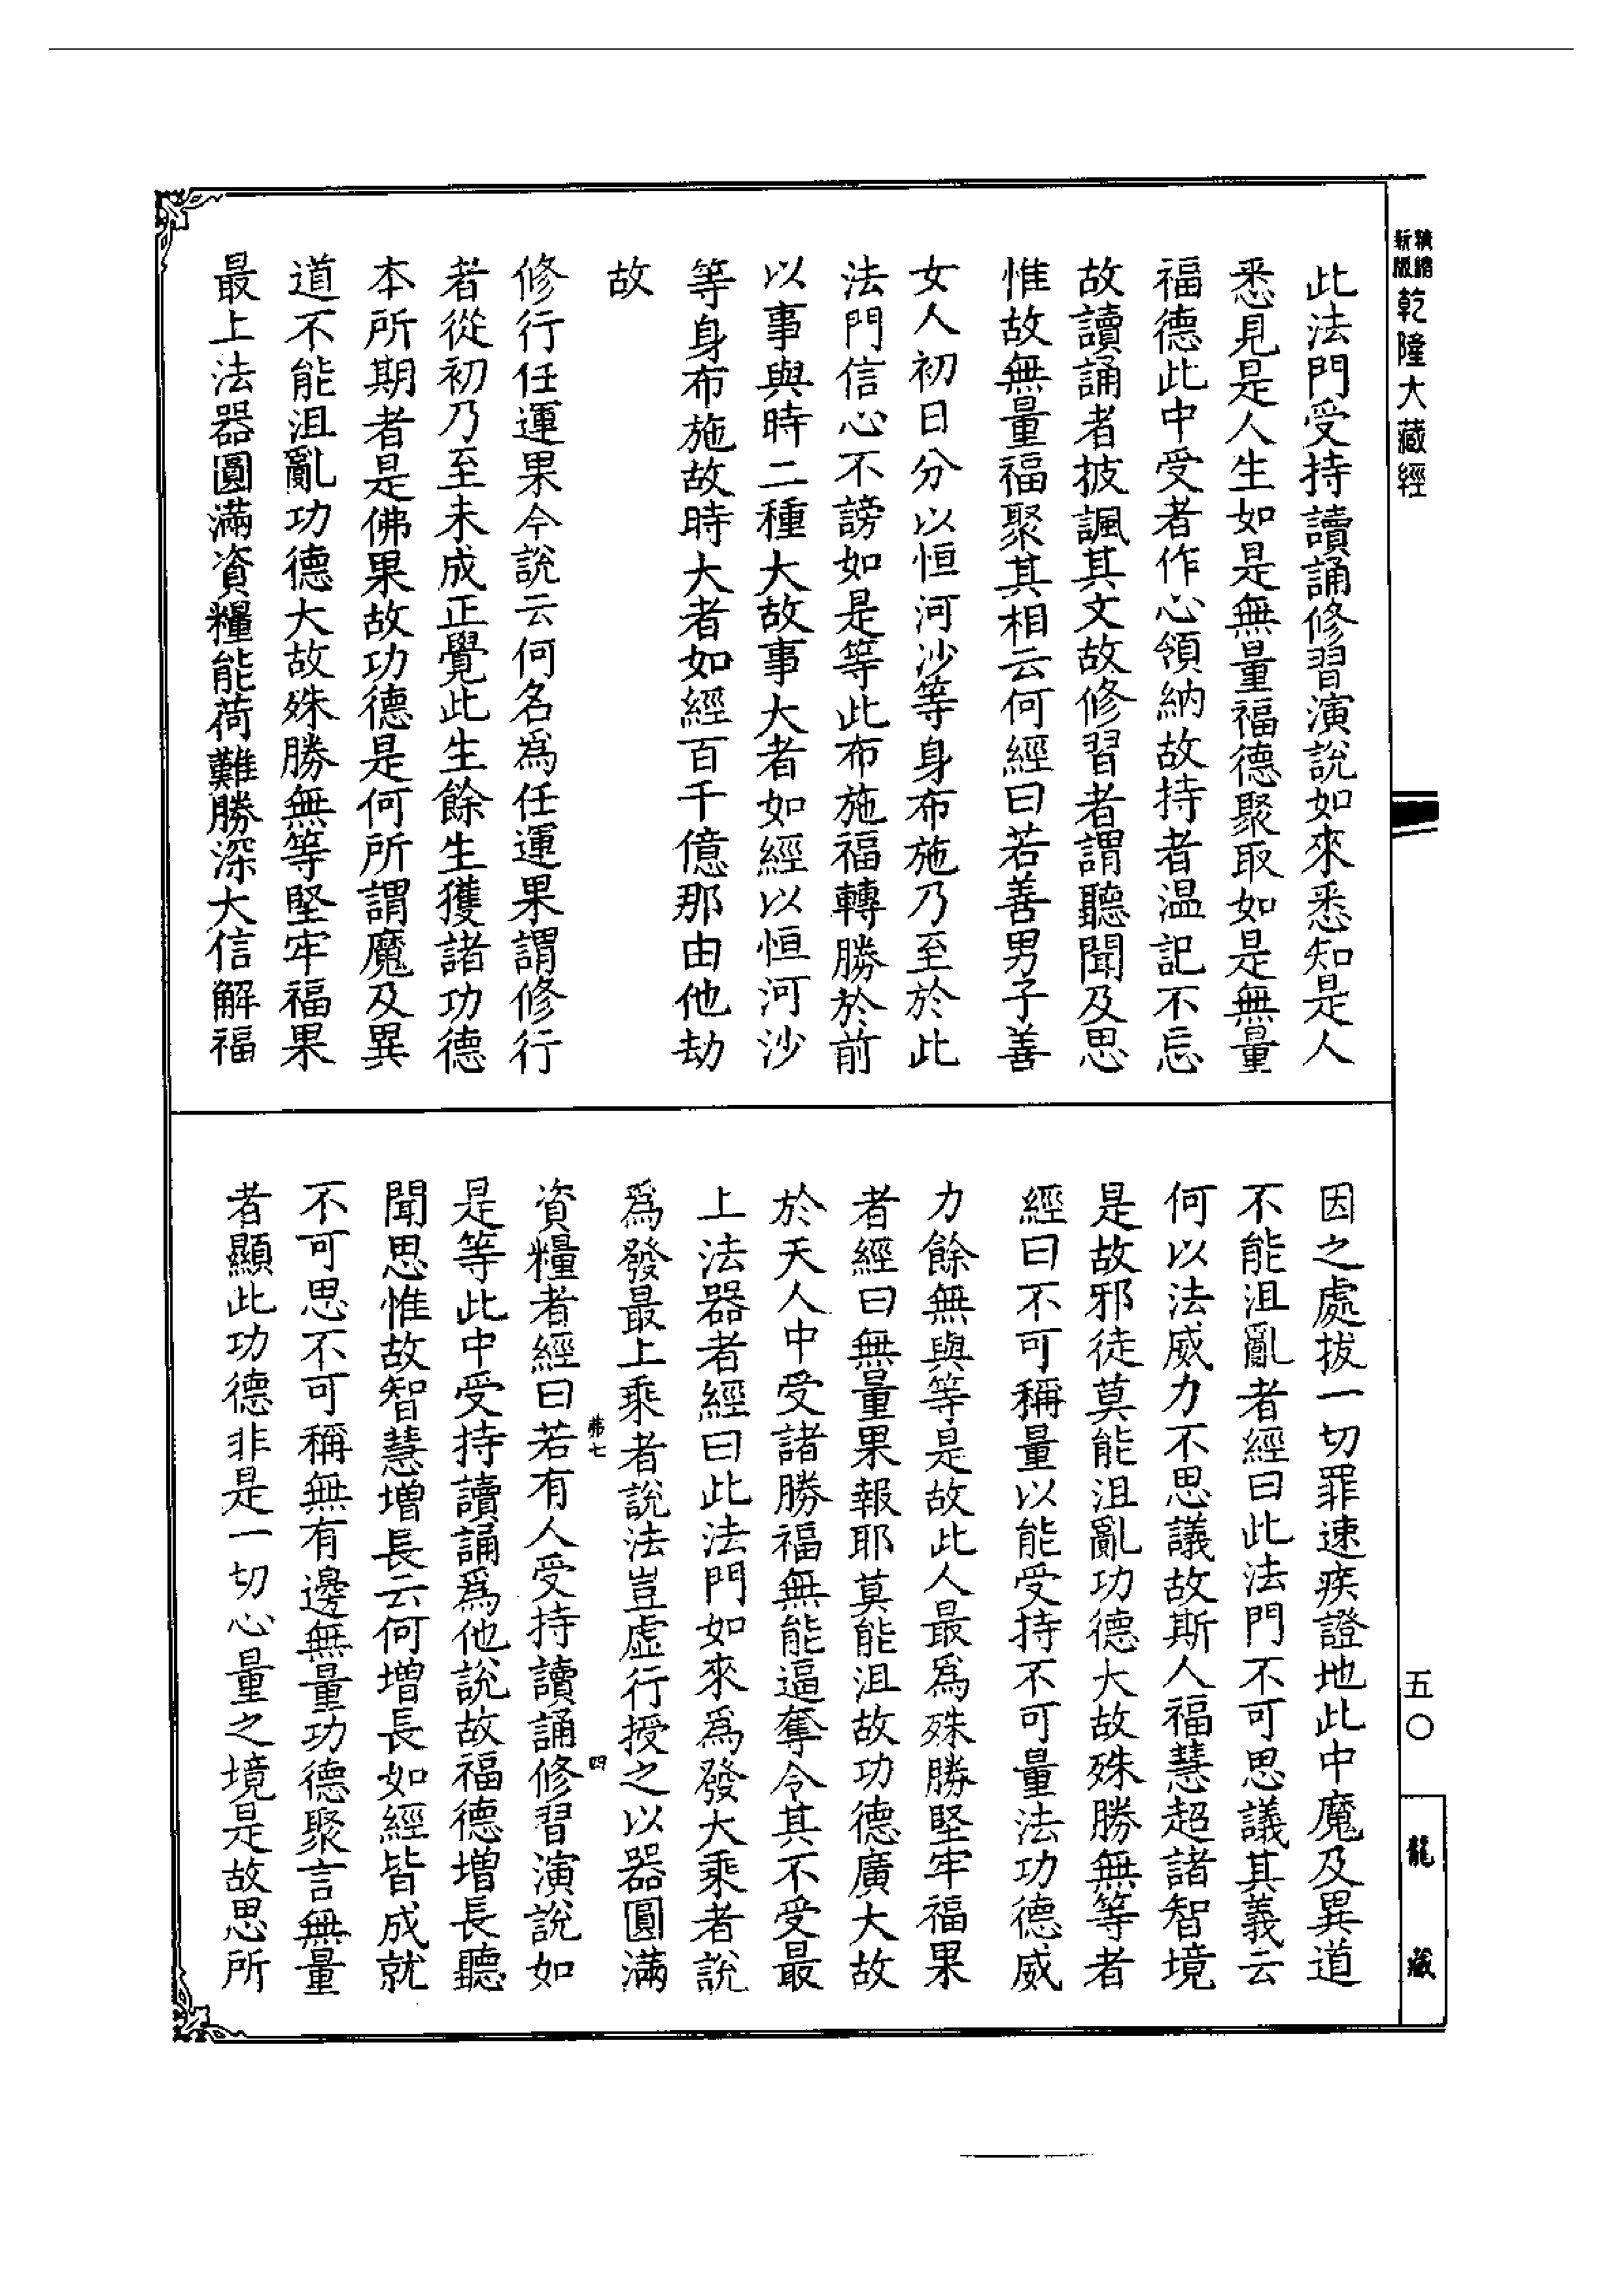 精縮新版乾隆大藏經
此法門受持讀誦修習演說如來悉知是人
悉見是人生如是無量福德聚取如是無量
福德此中受者作心領納故持者温記不忘
故讀誦者披諷其文故修習者謂聽聞及思
惟故無量福聚其相云何經曰若善男子善
女人初日分以恒河沙等身布施乃至於此
法門信心不謗如是等此布施福轉勝於前
以事與時二種大故事大者如經以恒河沙
等身布施故時大者如經百千億那由他劫
故
修行任運果今說云何名爲任運果謂修行
者從初乃至未成正覺此生餘生獲諸功德
本所期者是佛果故功德是何所謂魔及異
道不能沮亂功德大故殊勝無等堅牢福果
最上法器圓滿資糧能荷難勝深大信解福
因之處拔一切罪速疾證地此中魔及異道
不能沮亂者經曰此法門不可思議其義云
何以法威力不思議故斯人福慧超諸智境
是故邪徒莫能沮亂功德大故殊勝無等者
經曰不可稱量以能受持不可量法功德威
力餘無與等是故此人最爲殊勝堅牢福果
者經曰無量果報耶莫能沮故功德廣大故
於天人中受諸勝福無能逼奪令其不受最
上法器者經曰此法門如來爲發大乘者說
爲發最上乘者說法豈虛行授之以器圓滿
弗七 四
資糧者經曰若有人受持讀誦修習演說如
是等此中受持讀誦爲他說故福德增長聽
聞思惟故智慧增長云何增長如經皆成就
不可思不可稱無有邊無量功德聚言無量
者顯此功德非是一切心量之境是故思所
五〇
龍藏